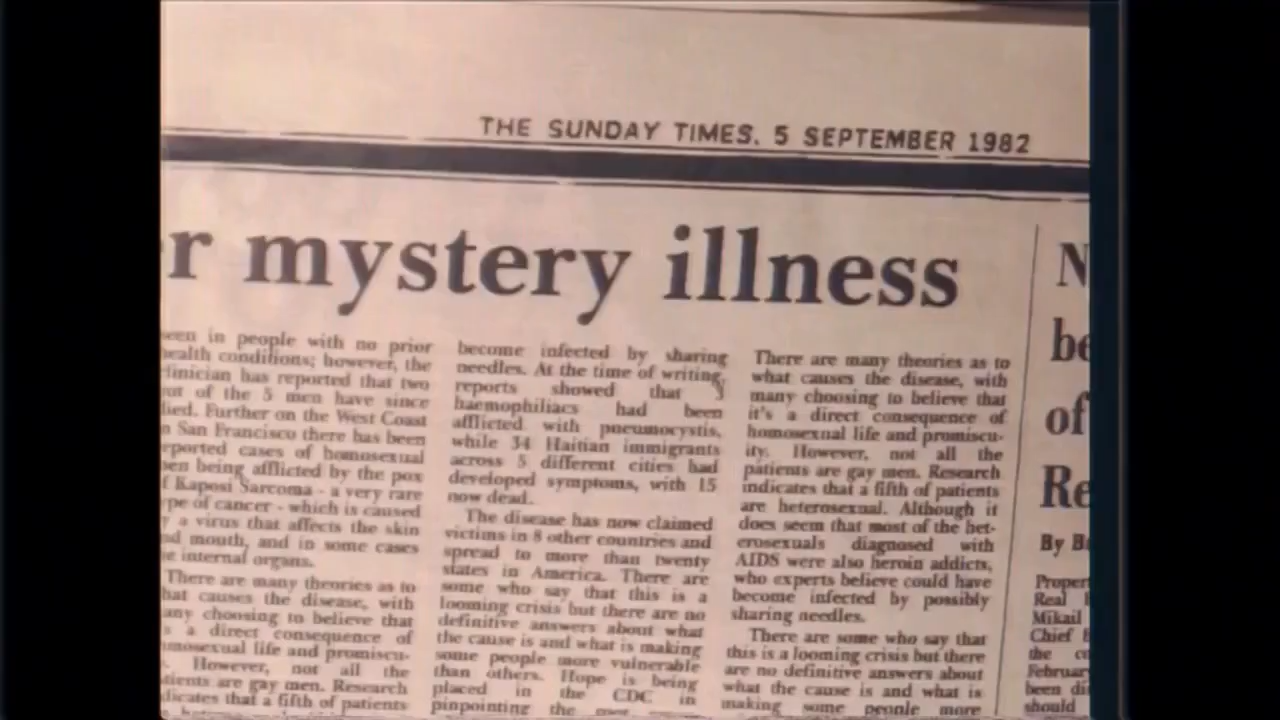 THE SUNDAY TIMES, 5 SEPTEMBER 1982
r mystery illness
een in people with no prior
ealth conditions; however, the
linician has reported that two
ut of the 5 men have since
ied. Further on the West Coast
n San Francisco there has been
eported cases of homosexual
en being afflicted by the pox
f Kaposi Sarcoma - a very rare
ype of cancer - which is caused
y a virus that affects the skin
nd mouth, and in some cases
e internal organs.
There are many theories as to
hat causes the disease, with
any choosing to believe that
s a direct consequence of
mosexual life and promiscu-
. However, not all the
tients are gay men. Research
dicates that a fifth of patients
become infected by sharing
needles. At the time of writing,
reports showed that 3
haemophiliacs had been
afflicted with pneumocystis,
while 34 Haitian immigrants
across 5 different cities had
developed symptoms, with 15
now dead.
The disease has now claimed
victims in 8 other countries and
spread to more than twenty
states in America. There are
some who say that this is a
looming crisis but there are no
definitive answers about what
the cause is and what is making
some people more vulnerable
than others. Hope is being
placed in the CDC in
pinpointing the
There are many theories as to
what causes the disease, with
many choosing to believe that
it's a direct consequence of
homosexual life and promiscu-
ity. However, not all the
patients are gay men. Research
indicates that a fifth of patients
are heterosexual. Although it
does seem that most of the het-
erosexuals diagnosed with
AIDS were also heroin addicts,
who experts believe could have
become infected by possibly
sharing needles.
There are some who say that
this is a looming crisis but there
are no definitive answers about
what the cause is and what is
making some people more
N
be
of
Re
By B
Proper
Real
Mikail
Chief
the co
Februar
been di
should